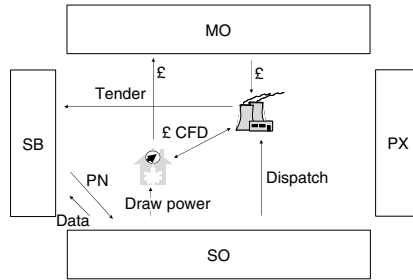 MO
£
£
Tender
£ CFD
SB
PX
PN
Dispatch
Draw power
Data
SO